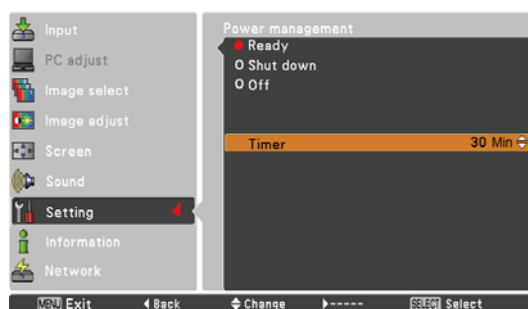 Input
PC adjust
Image select
Image adjust
Screen
Sound
Setting
Information
Network
Power management
Ready
Shut down
Off
Timer 30 Min
MENU Exit Back Change ----- SELECT Select